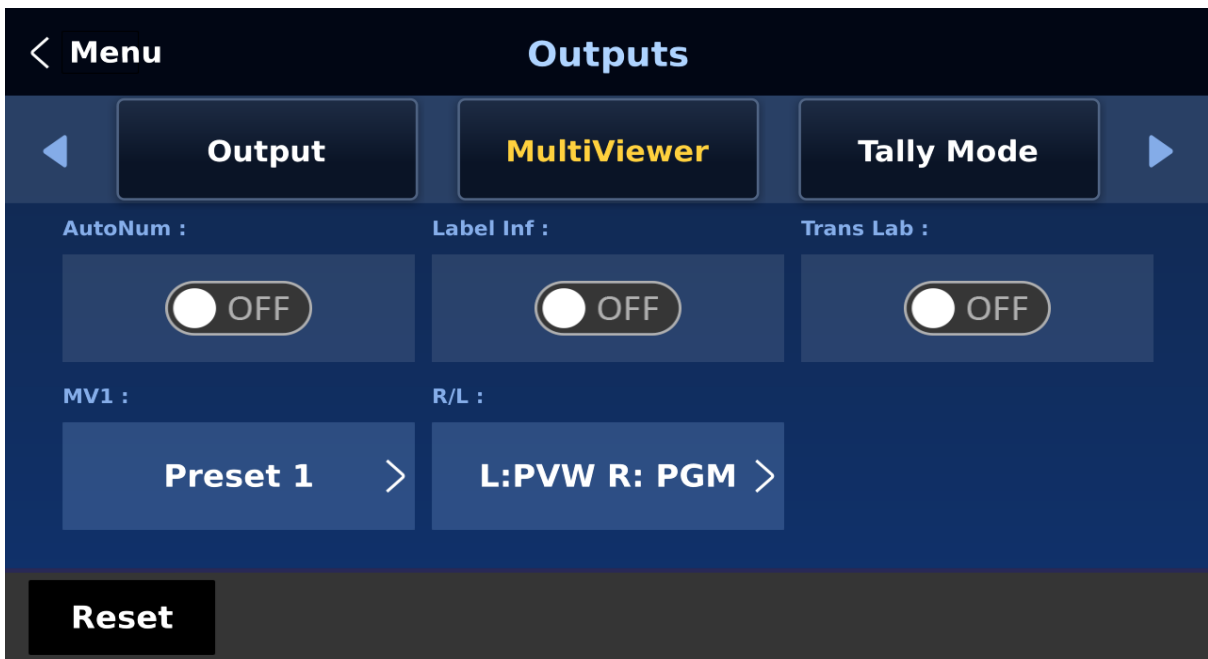 Menu
Outputs
Output
MultiViewer
Tally Mode
AutoNum :
Label Inf :
Trans Lab :
OFF
OFF
OFF
MV1 :
R/L :
Preset 1
L:PVW R: PGM
Reset